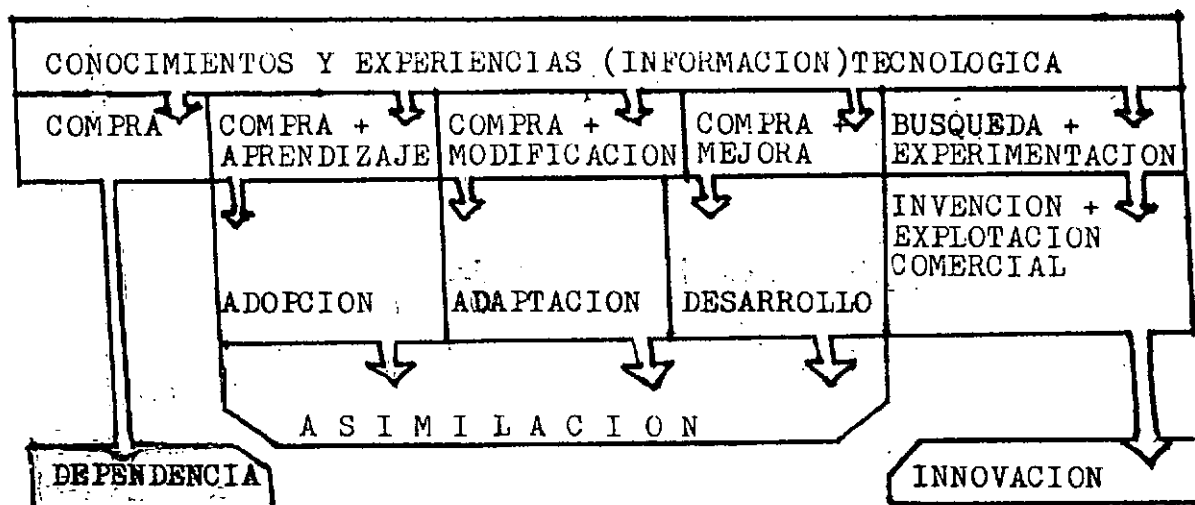 CONOCIMIENTOS Y EXPERIENCIAS (INFORMACION)TECNOLOGICA
COMPRA
COMPRA +
APRENDIZAJE
COMPRA +
MODIFICACION
COMPRA +
MEJORA
BUSQUEDA +
EXPERIMENTACION
ADOPCION
ADAPTACION
DESARROLLO
INVENCION +
EXPLOTACION
COMERCIAL
A S I M I L A C I O N
DEPENDENCIA
INNOVACION